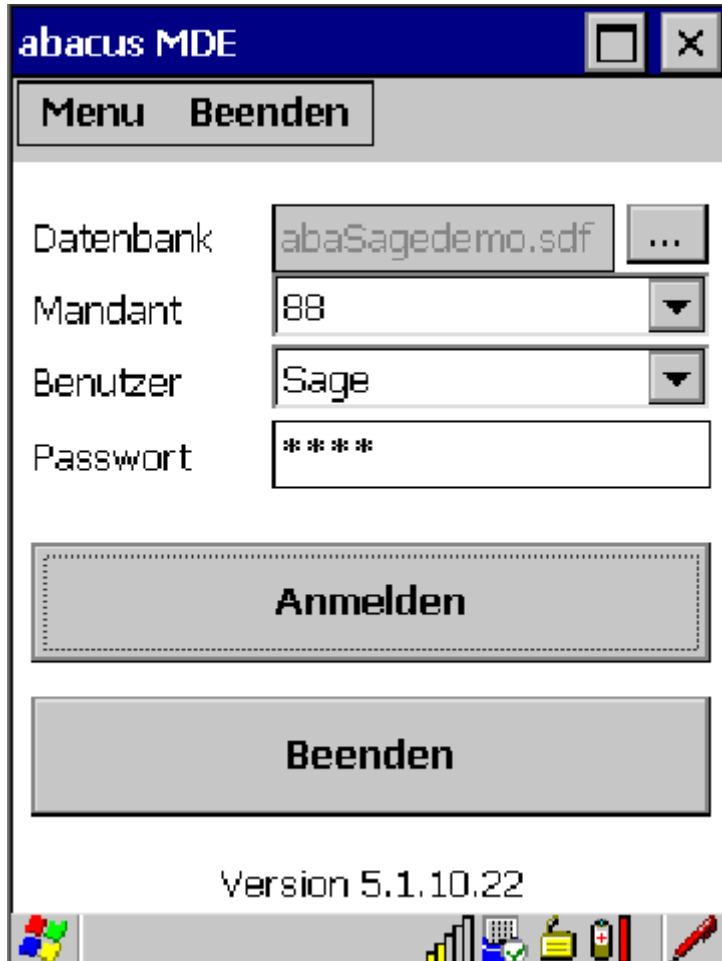 abacus MDE
Menu Beenden
Datenbank abaSagedemo.sdf ...
Mandant 88
Benutzer Sage
Passwort ****
Anmelden
Beenden
Version 5.1.10.22